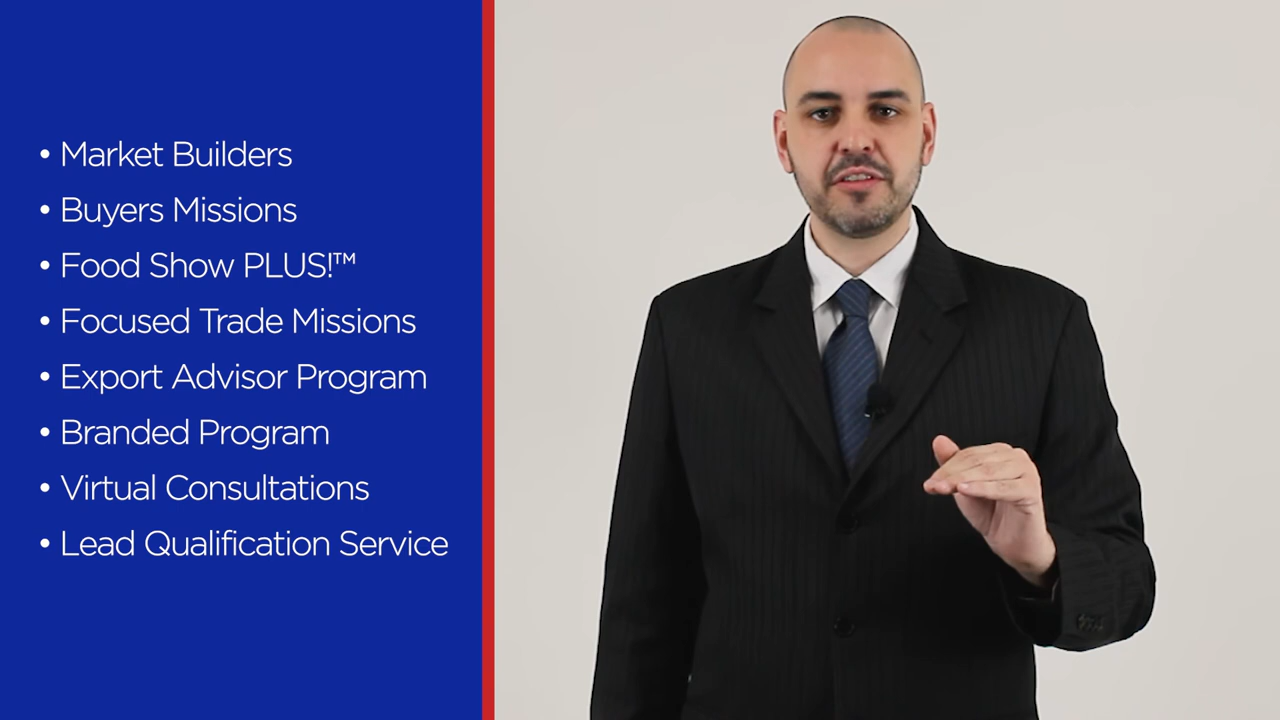 • Market Builders
• Buyers Missions
• Food Show PLUS!™
• Focused Trade Missions
• Export Advisor Program
• Branded Program
• Virtual Consultations
• Lead Qualification Service